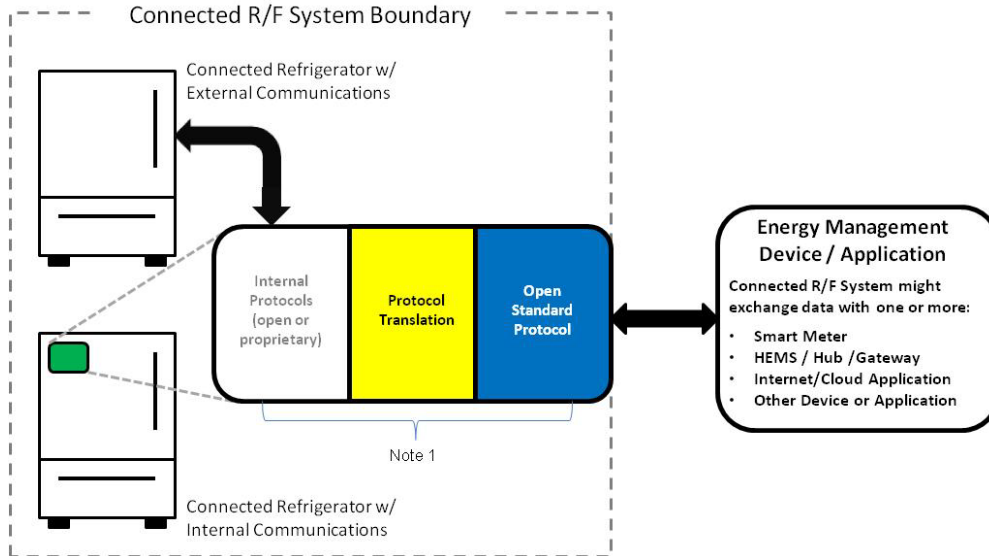 Connected R/F System Boundary
Connected Refrigerator w/
External Communications
Internal
Protocols
(open or
proprietary)
Protocol
Translation
Open
Standard
Protocol
Note 1
Connected Refrigerator w/
Internal Communications
Energy Management
Device / Application
Connected R/F System might
exchange data with one or more:
• Smart Meter
• HEMS / Hub /Gateway
• Internet/Cloud Application
• Other Device or Application